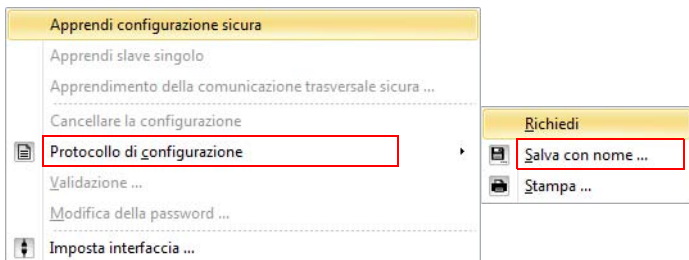 Apprendi configurazione sicura
Apprendi slave singolo
Apprendimento della comunicazione trasversale sicura ...
Cancellare la configurazione
Protocollo di configurazione
Validazione ...
Modifica della password ...
Imposta interfaccia ...
Richiedi
Salva con nome ...
Stampa ...